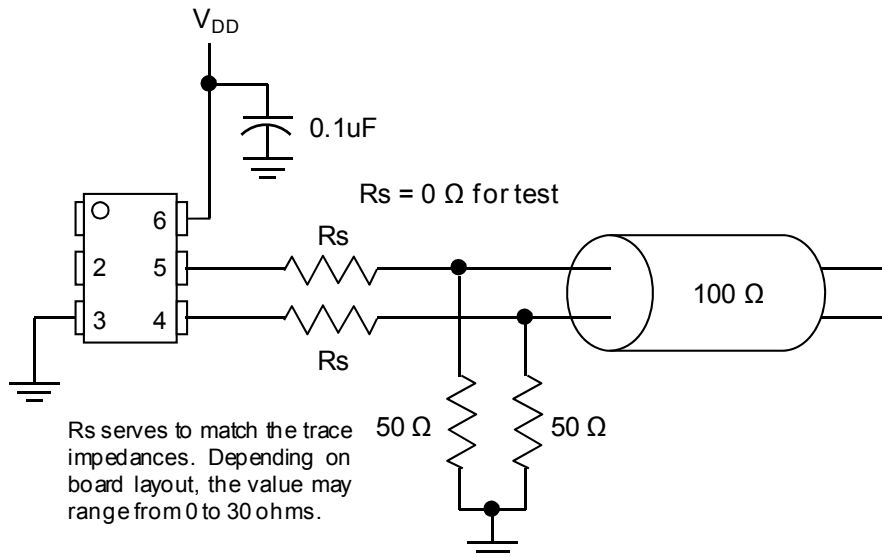 V_DD
0.1uF
Rs = 0 Ω for test
6
Rs
2
5
100 Ω
3
4
Rs
50 Ω
50 Ω
Rs serves to match the trace
impedances. Depending on
board layout, the value may
range from 0 to 30 ohms.